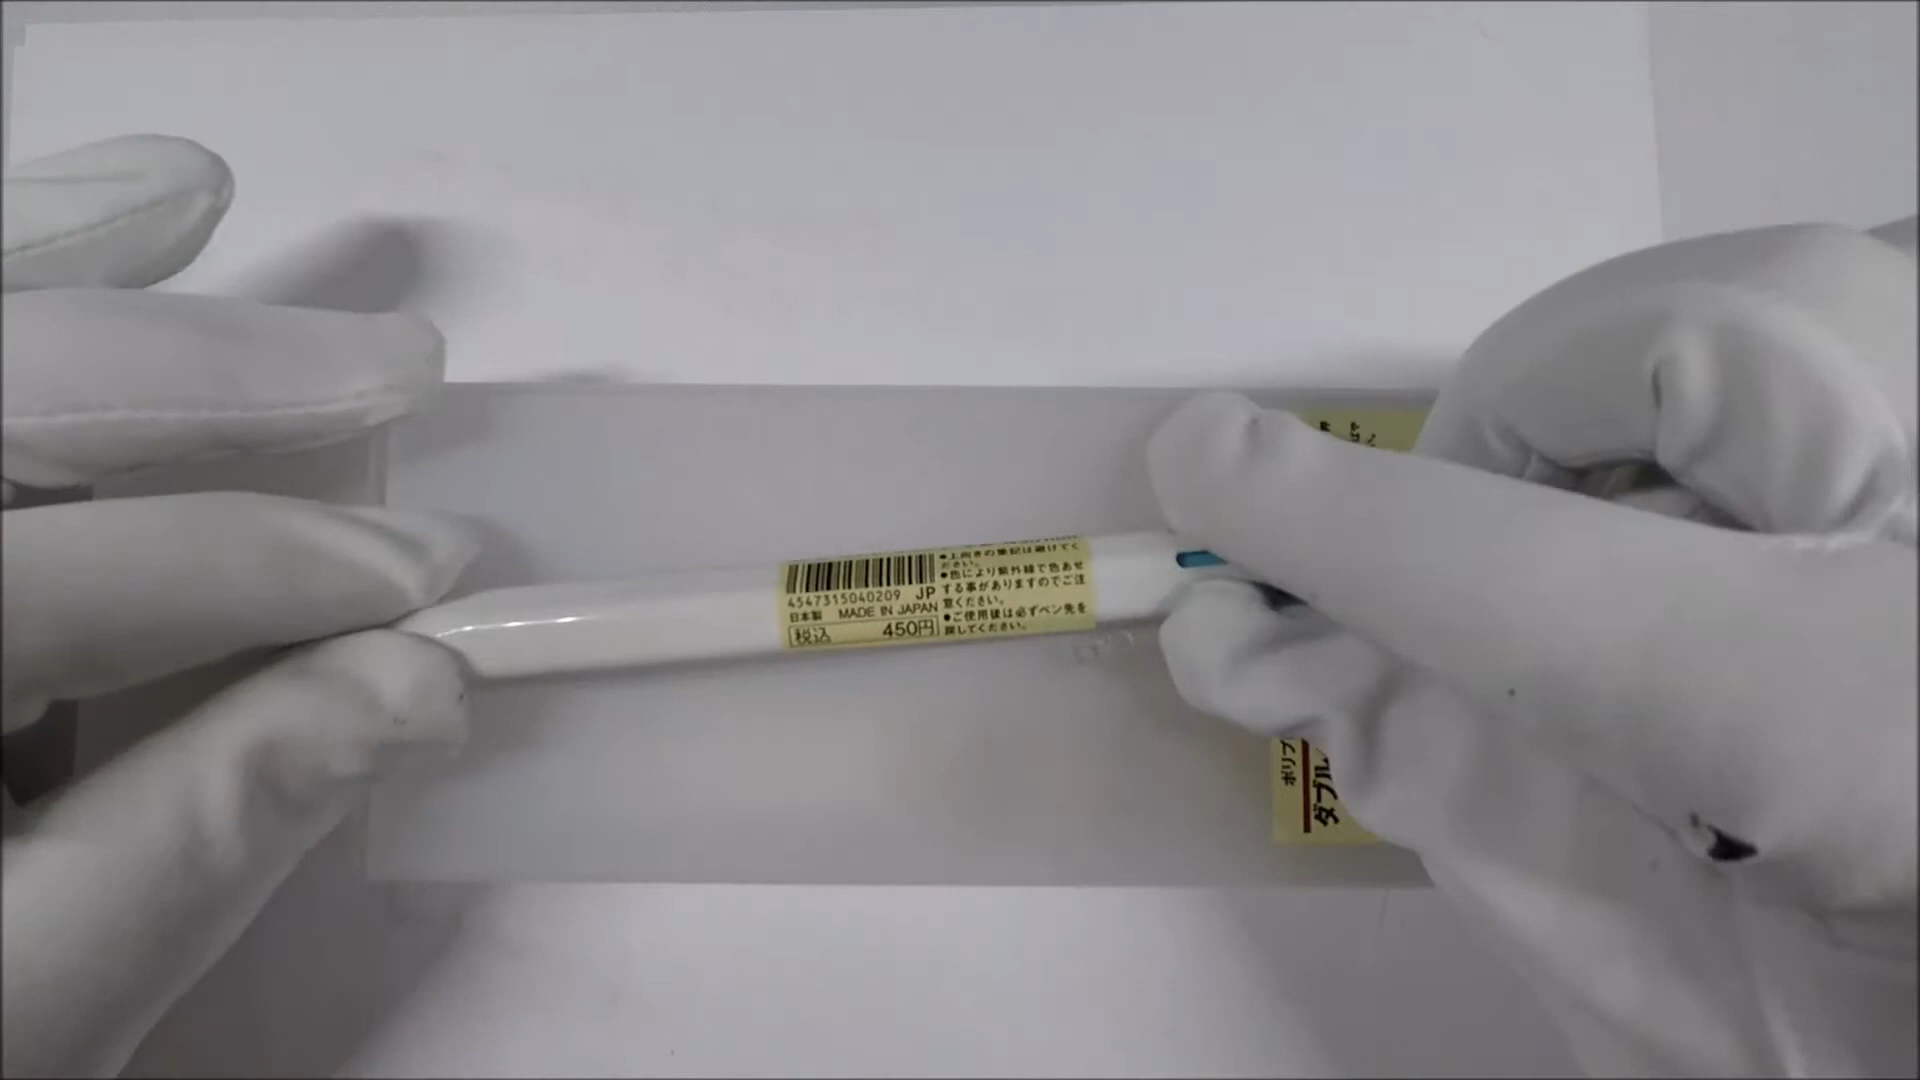 4547315040209 JP
日本製 MADE IN JAPAN
税込 450円
●上向きの筆記は避けてく
ださい。
●色により紫外線で色あせ
する事がありますのでご注
意ください。
●ご使用後は必ずペン先を
戻してください。
ポリプ
ダブル